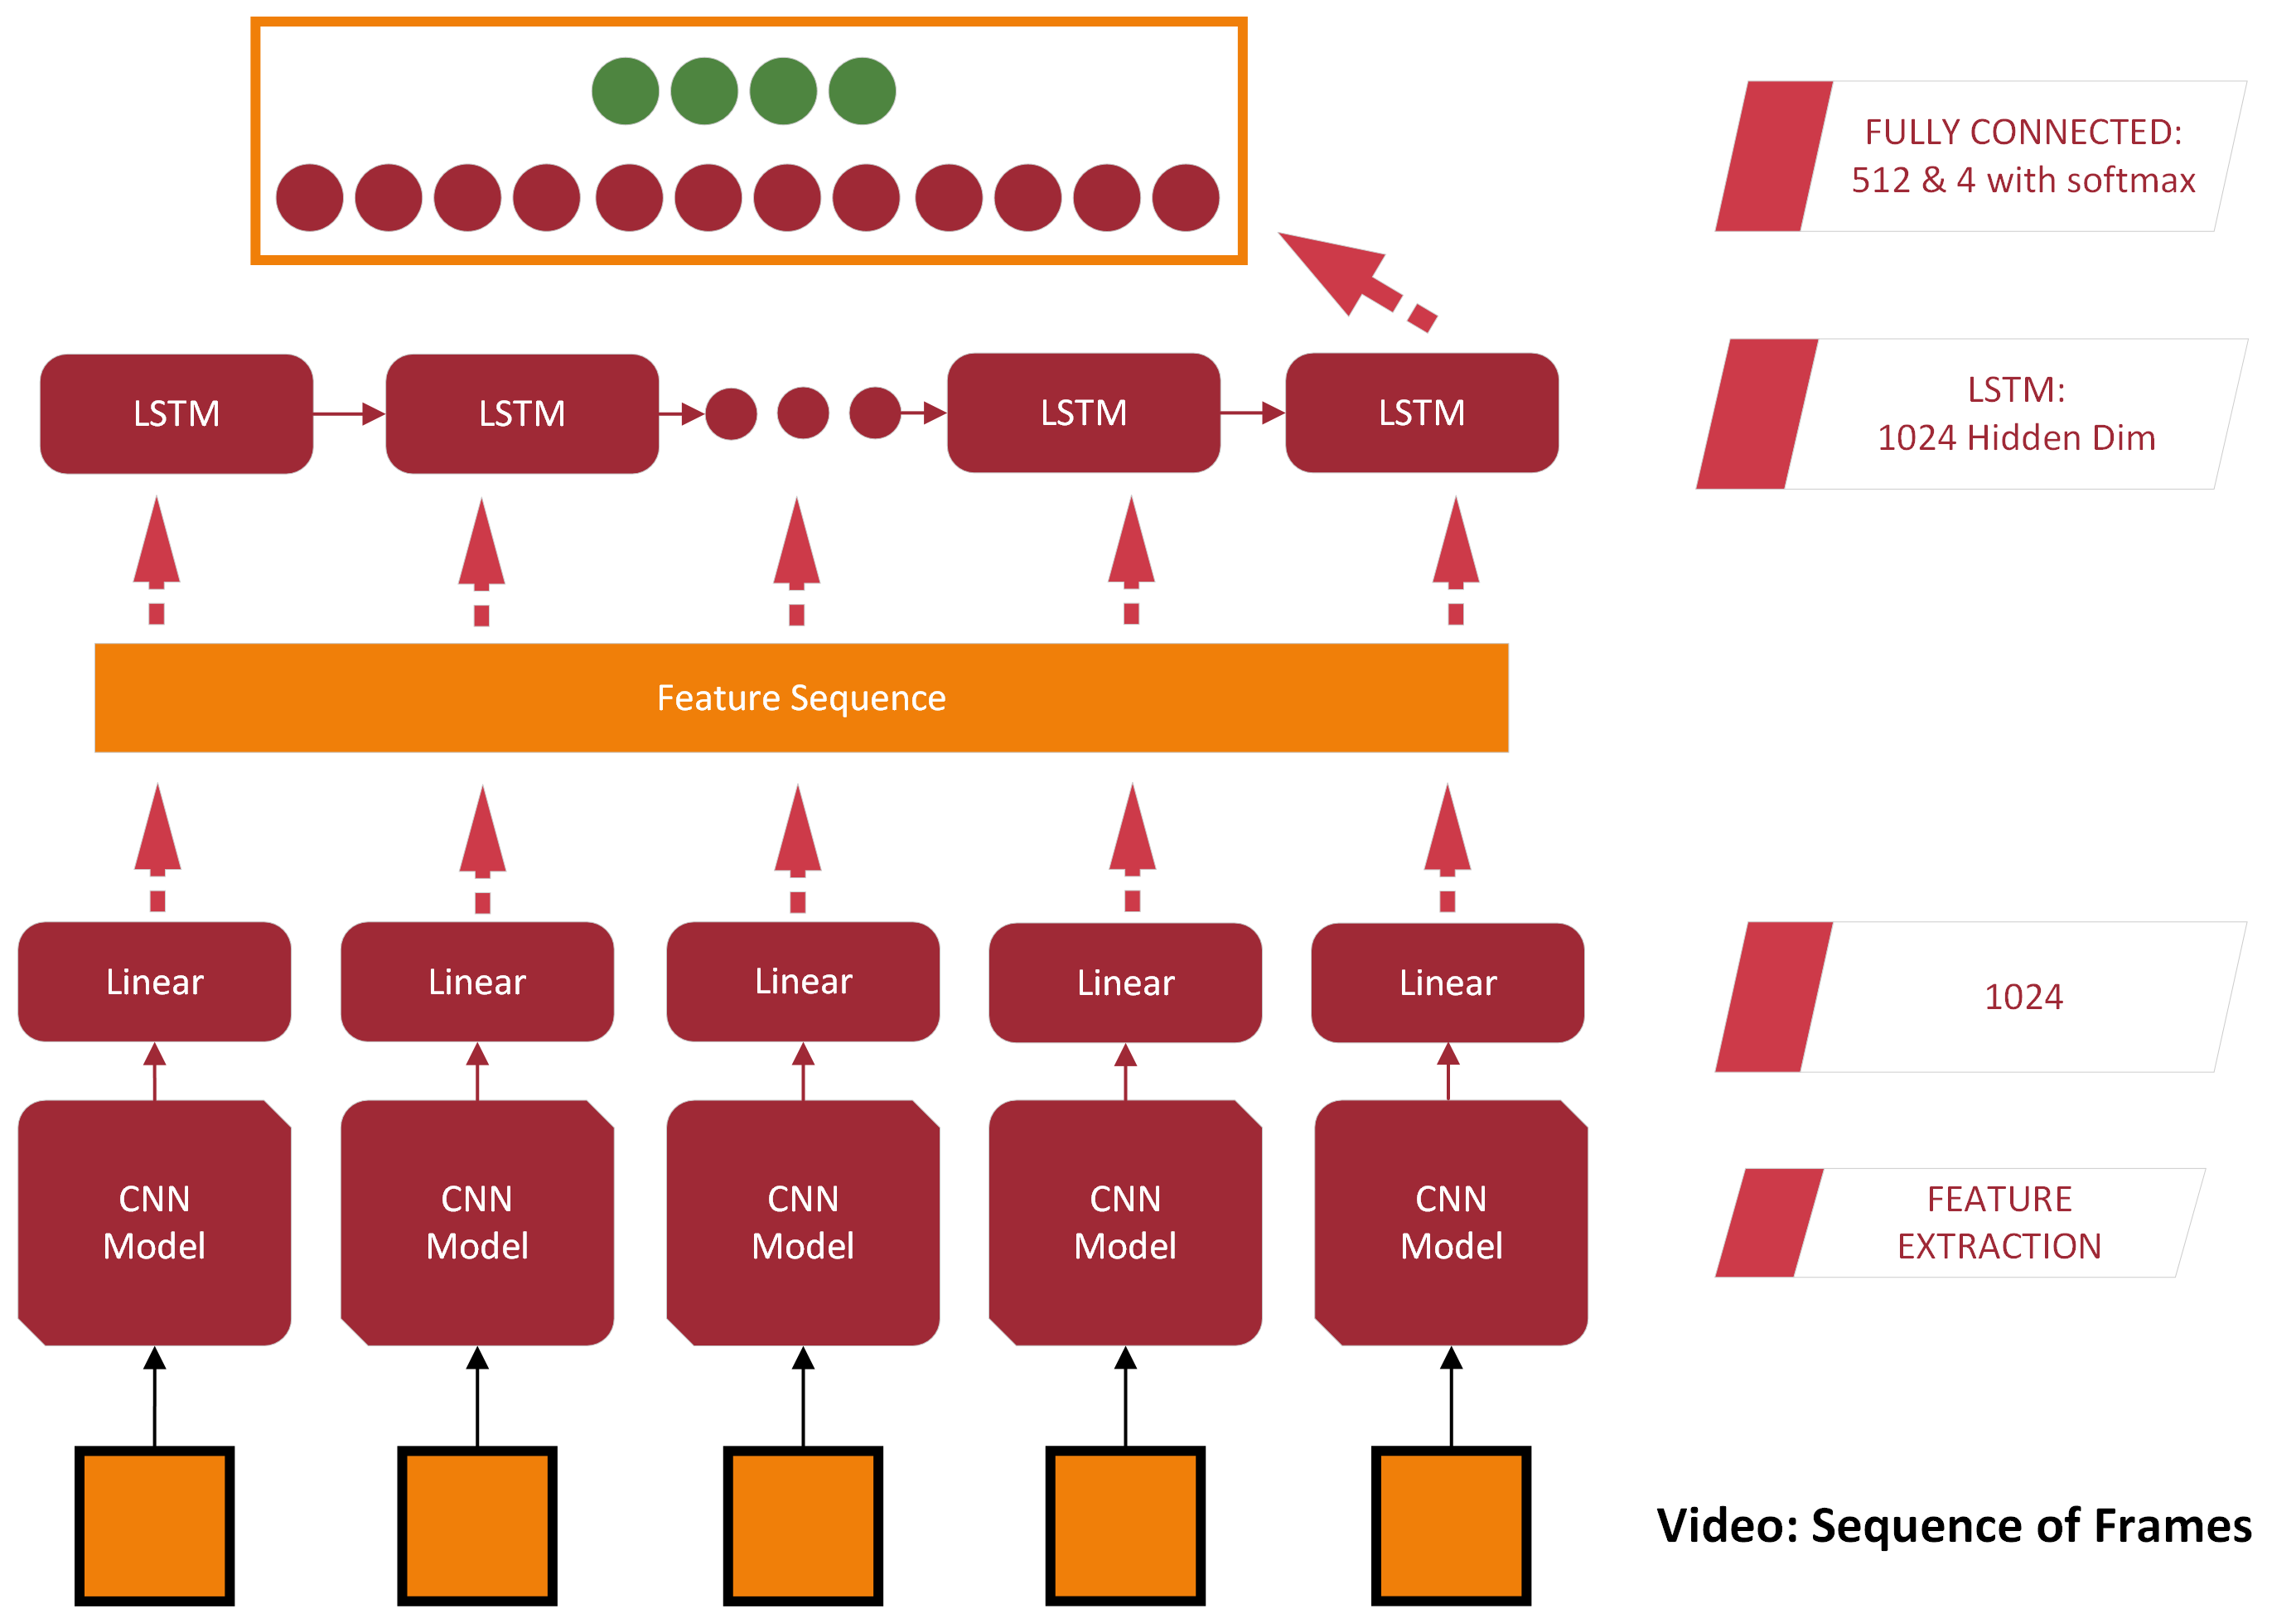 FULLY CONNECTED:
512 & 4 with softmax
LSTM
LSTM
LSTM
LSTM
LSTM:
1024 Hidden Dim
Feature Sequence
Linear
Linear
Linear
Linear
Linear
1024
CNN
Model
CNN
Model
CNN
Model
CNN
Model
CNN
Model
FEATURE
EXTRACTION
Video: Sequence of Frames